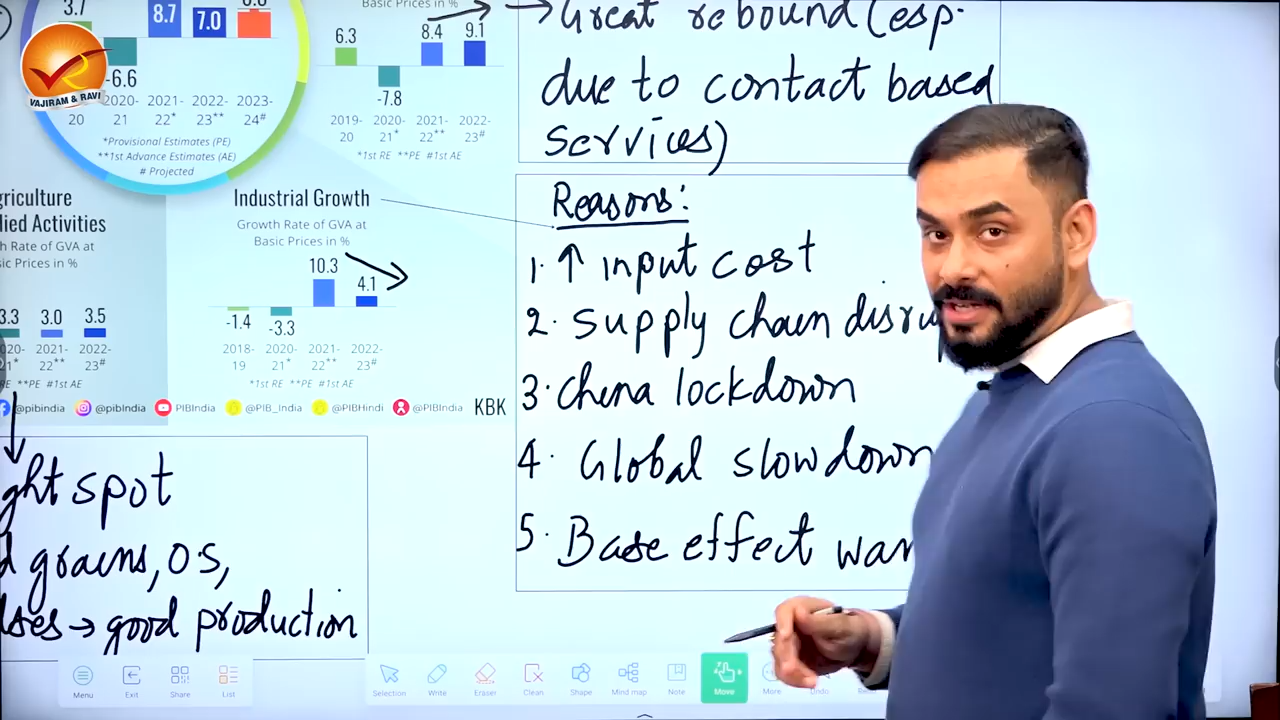 3.7
8.7
7.0
-6.6
20
2020-
21*
2021-
22*
2022-
23**
2023-
24#
*Provisional Estimates (PE)
**1st Advance Estimates (AE)
# Projected
VAJIRAM & RAVI
Basic Prices in %
6.3
-7.8
8.4
9.1
2019-
20
2020-
21*
2021-
22**
2022-
23#
*1st RE **PE #1st AE
→ Great rebound (esp.
due to contact based
services)
griculture
lied Activities
h Rate of GVA at
sic Prices in %
3.3
3.0
3.5
020-
21*
2021-
22**
2022-
23#
RE **PE #1st AE
Industrial Growth
Growth Rate of GVA at
Basic Prices in %
-1.4
-3.3
10.3
4.1
2018-
19
2020-
21*
2021-
22**
2022-
23#
*1st RE **PE #1st AE
@pibindia
@pibindia
PIBIndia
@PIB_India
@PIBHindi
@PIBIndia
KBK
Reasons:
1. ↑ input cost
2. supply chain disrup
3. China lockdown
4. Global slowdown
5. Base effect wan
ght spot
d grains, OS,
lses → good production
Menu
Exit
Share
List
Selection
Write
Eraser
Clean
Shape
Mind map
Note
Move
More
Undo